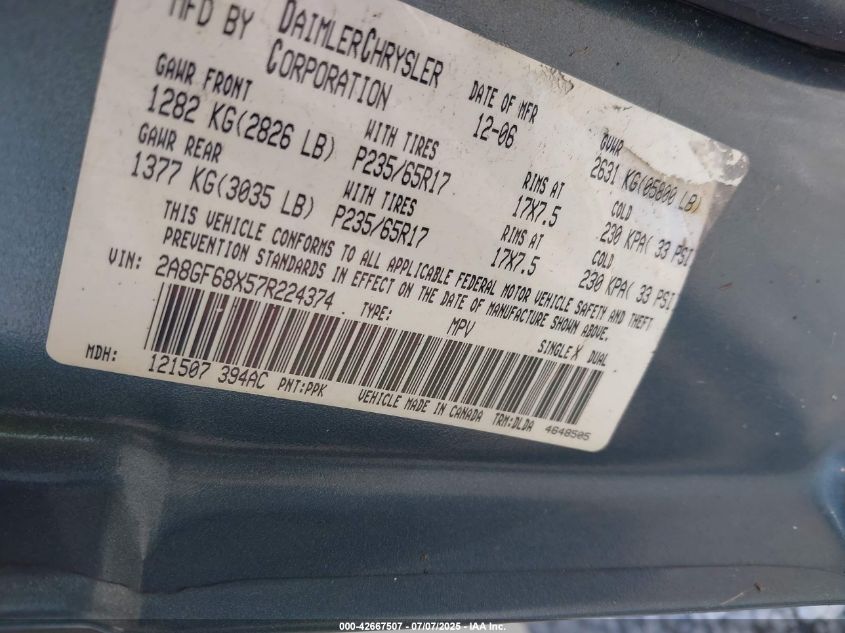 MFD BY DAIMLERCHRYSLER CORPORATION DATE OF MFR 12-06 GVWR 2631 KG(05800 LB)
GAWR FRONT WITH TIRES RIMS AT COLD
1282 KG(2826 LB) P235/65R17 17X7.5 230 KPA( 33 PSI
GAWR REAR WITH TIRES RIMS AT COLD
1377 KG(3035 LB) P235/65R17 17X7.5 230 KPA( 33 PSI
THIS VEHICLE CONFORMS TO ALL APPLICABLE FEDERAL MOTOR VEHICLE SAFETY AND THEFT
PREVENTION STANDARDS IN EFFECT ON THE DATE OF MANUFACTURE SHOWN ABOVE.
VIN: 2A8GF68X57R224374 TYPE: MPV SINGLE X DUAL
MDH: 121507 394AC PNT:PPK VEHICLE MADE IN CANADA TRM:DLDA 4648505
000-42667507 / 07/07/2025 - IAA Inc.